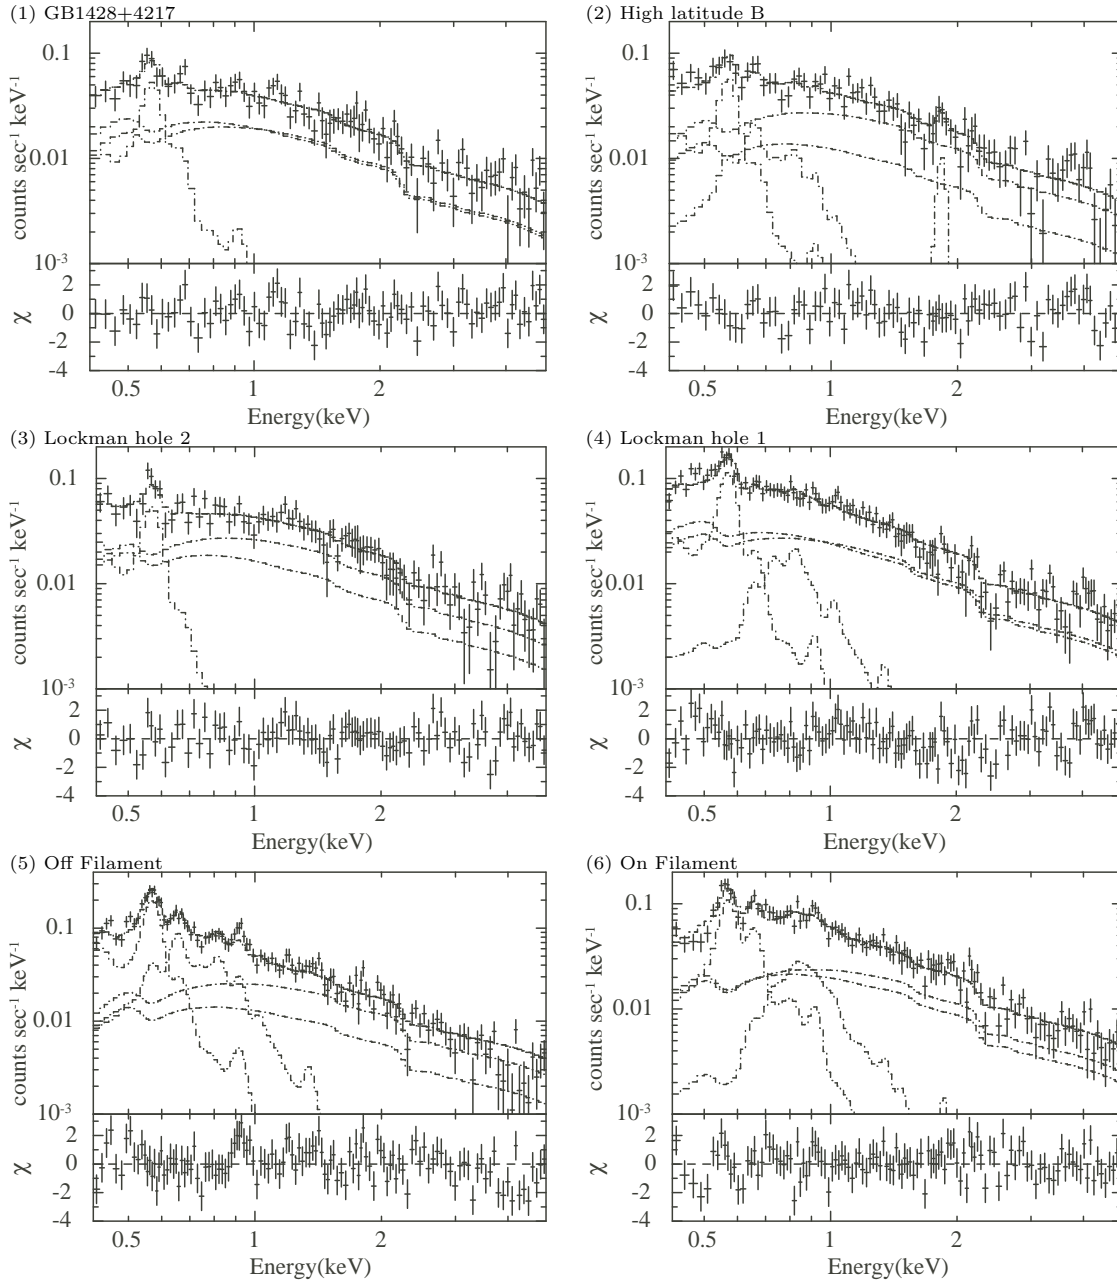 (1) GB1428+4217
(2) High latitude B
counts sec⁻¹ keV⁻¹
0.1
0.01
10⁻³
χ
2
0
-2
-4
0.5
1
2
Energy(keV)
counts sec⁻¹ keV⁻¹
0.1
0.01
10⁻³
χ
2
0
-2
-4
0.5
1
2
Energy(keV)
(3) Lockman hole 2
(4) Lockman hole 1
counts sec⁻¹ keV⁻¹
0.1
0.01
10⁻³
χ
2
0
-2
-4
0.5
1
2
Energy(keV)
counts sec⁻¹ keV⁻¹
0.1
0.01
10⁻³
χ
2
0
-2
-4
0.5
1
2
Energy(keV)
(5) Off Filament
(6) On Filament
counts sec⁻¹ keV⁻¹
0.1
0.01
10⁻³
χ
2
0
-2
-4
0.5
1
2
Energy(keV)
counts sec⁻¹ keV⁻¹
0.1
0.01
10⁻³
χ
2
0
-2
-4
0.5
1
2
Energy(keV)